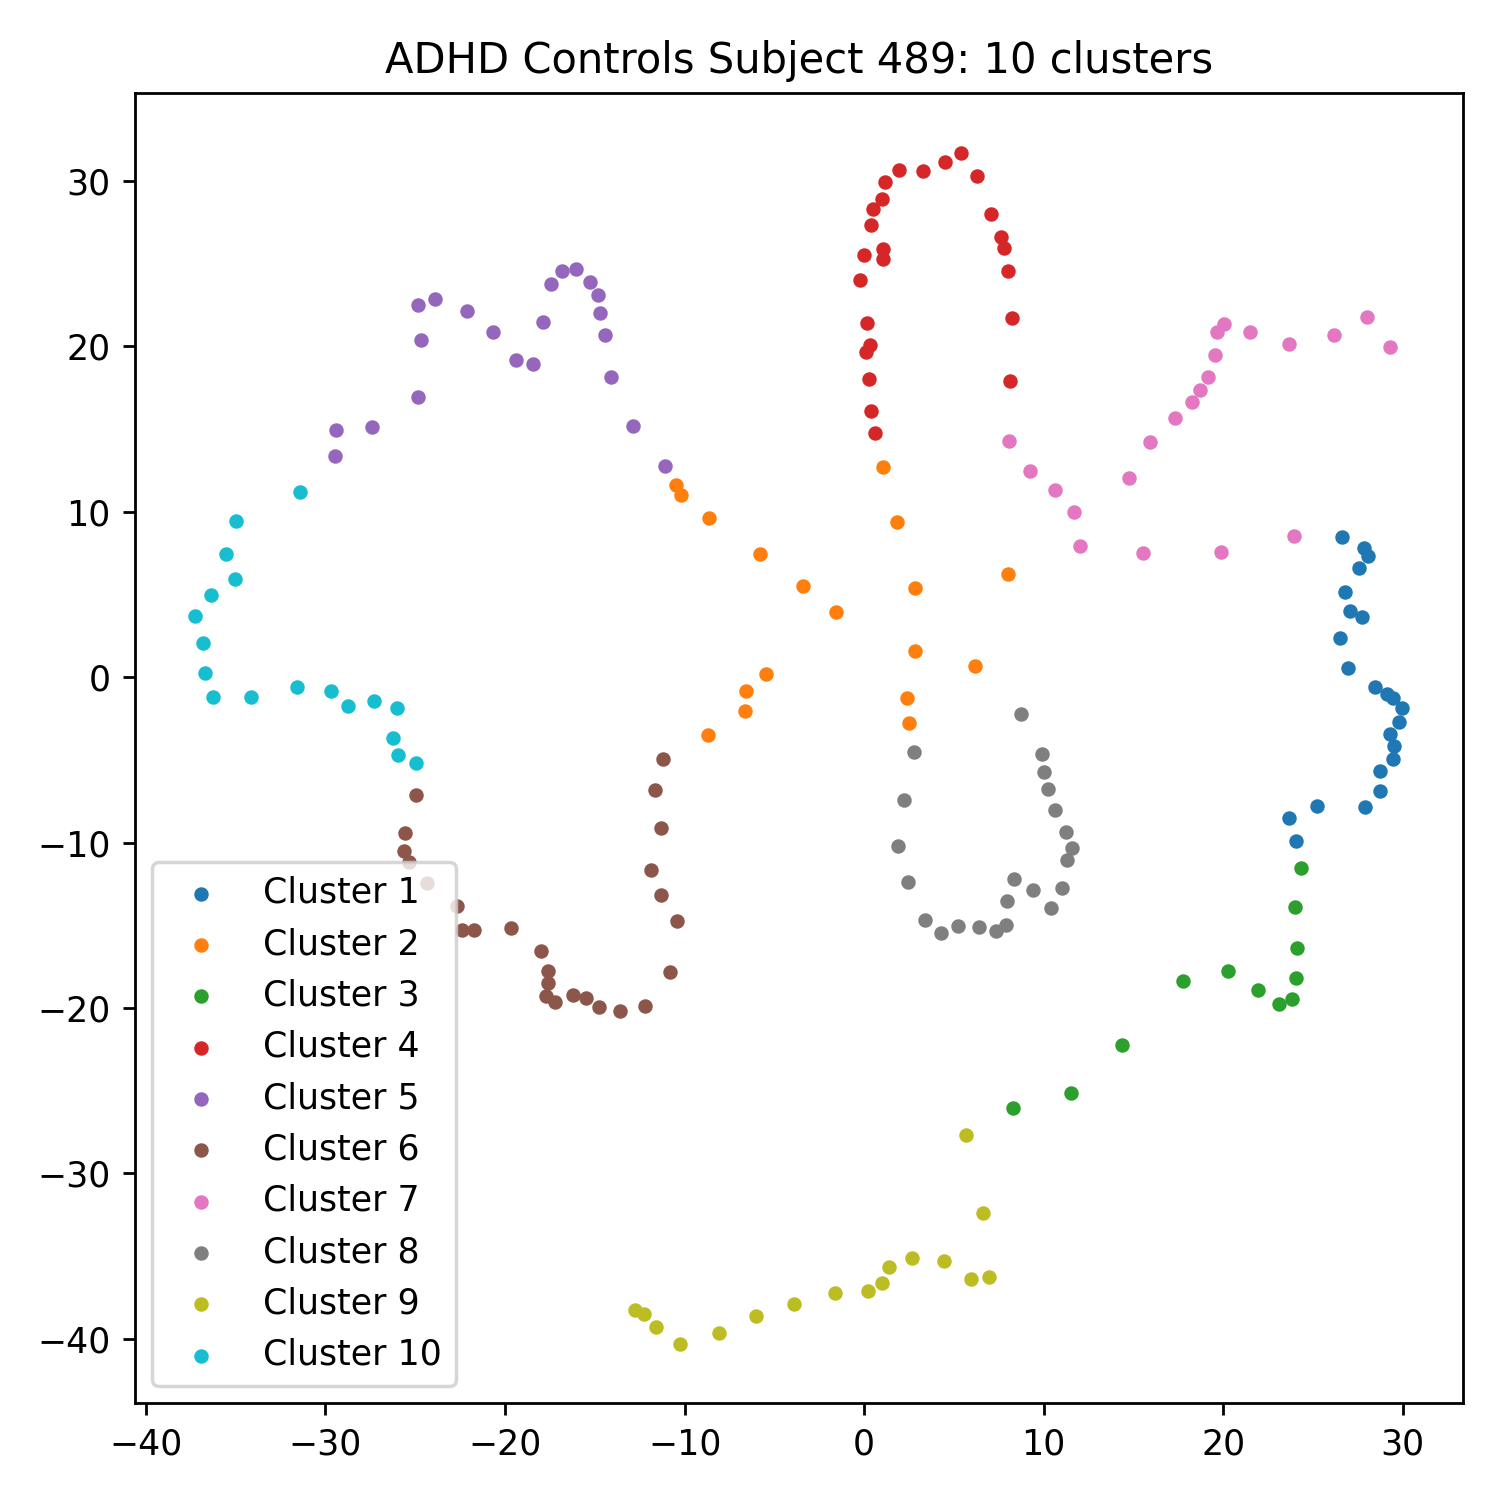 ADHD Controls Subject 489: 10 clusters
30
20
10
0
−10
−20
−30
−40
Cluster 1
Cluster 2
Cluster 3
Cluster 4
Cluster 5
Cluster 6
Cluster 7
Cluster 8
Cluster 9
Cluster 10
−40 −30 −20 −10 0 10 20 30